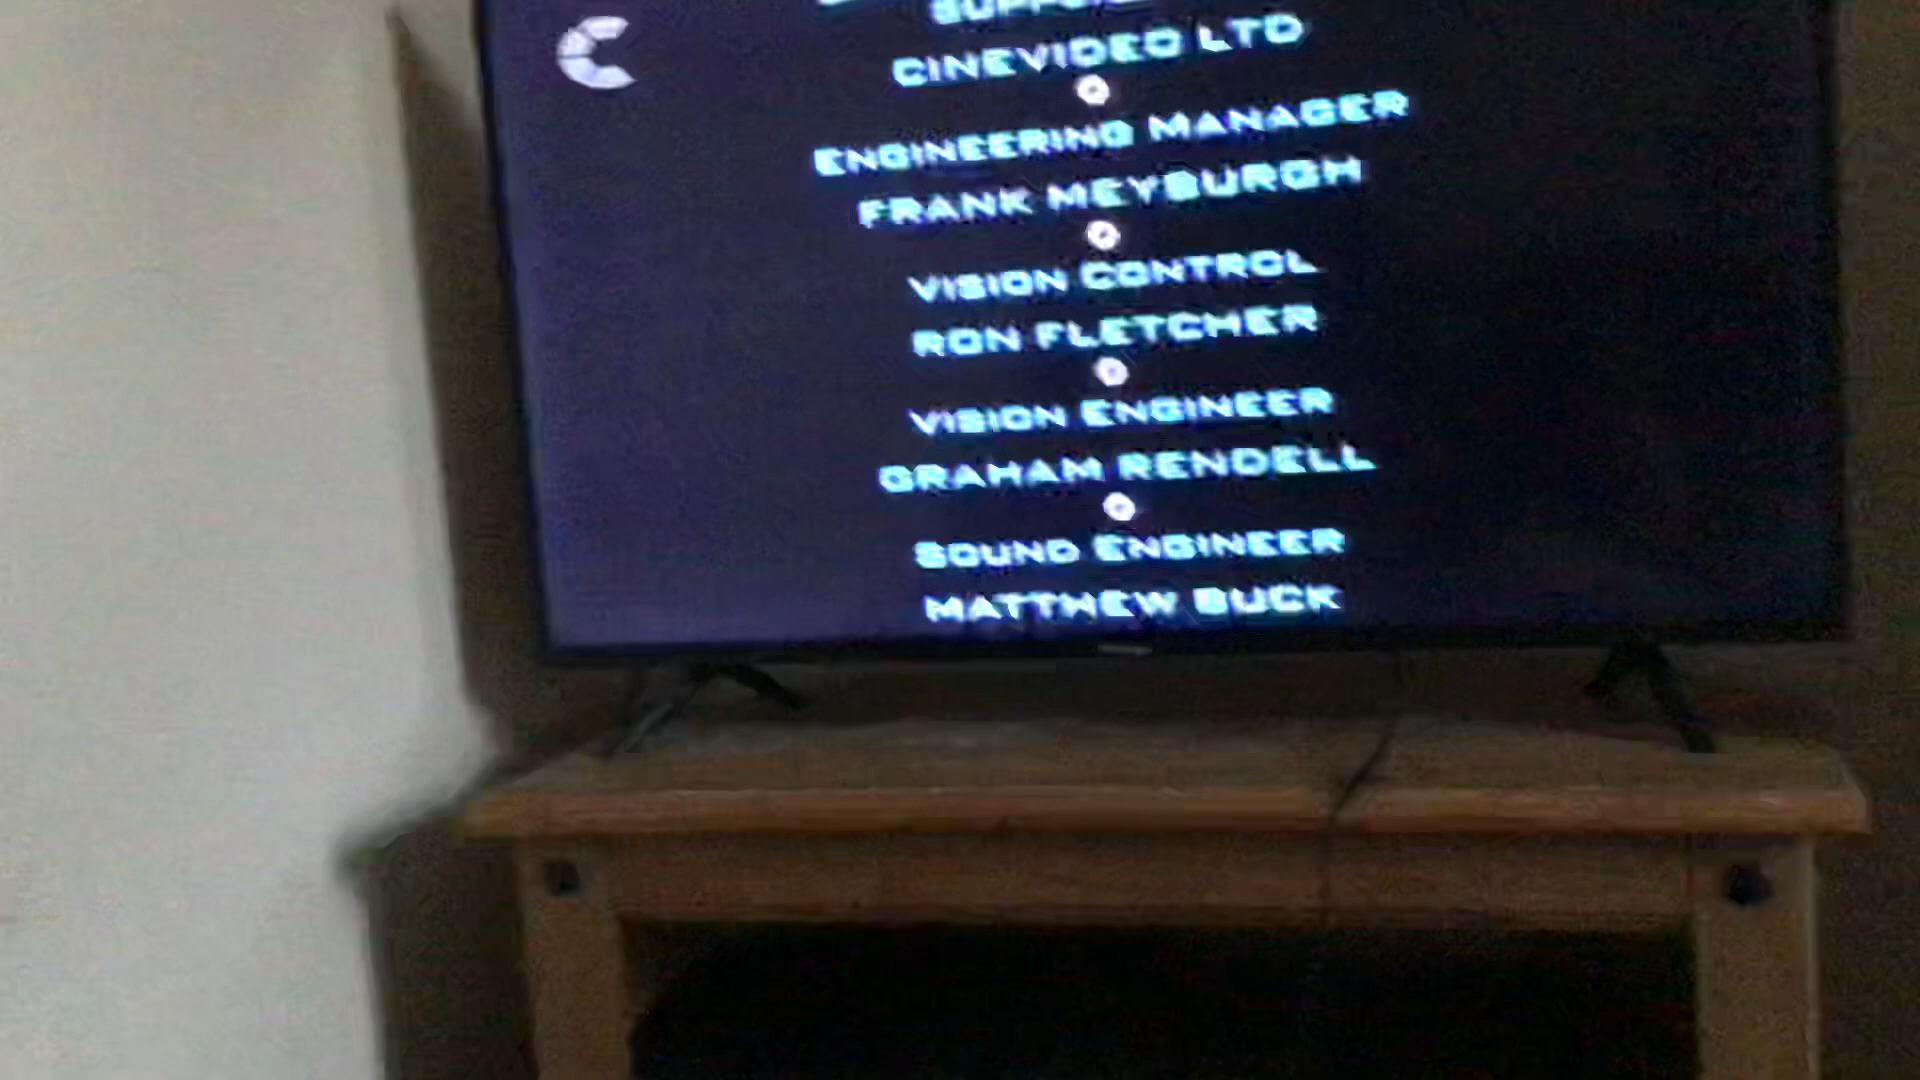 C
CINEVIDEO LTD
ENGINEERING MANAGER
FRANK MEYBURGH
VISION CONTROL
RON FLETCHER
VISION ENGINEER
GRAHAM RENDELL
SOUND ENGINEER
MATTHEW BUCK